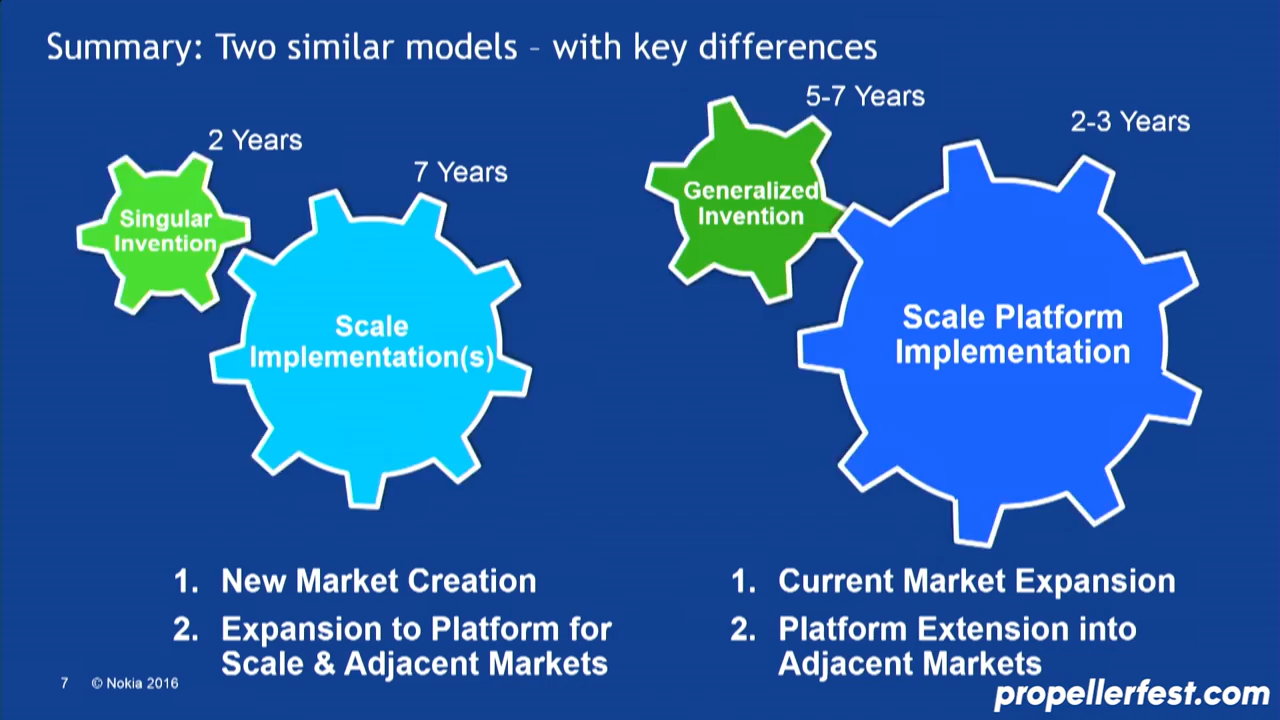 Summary: Two similar models - with key differences
2 Years
7 Years
Singular
Invention
Scale
Implementation(s)
5-7 Years
2-3 Years
Generalized
Invention
Scale Platform
Implementation
1. New Market Creation
2. Expansion to Platform for
Scale & Adjacent Markets
1. Current Market Expansion
2. Platform Extension into
Adjacent Markets
7 © Nokia 2016
propellerfest.com